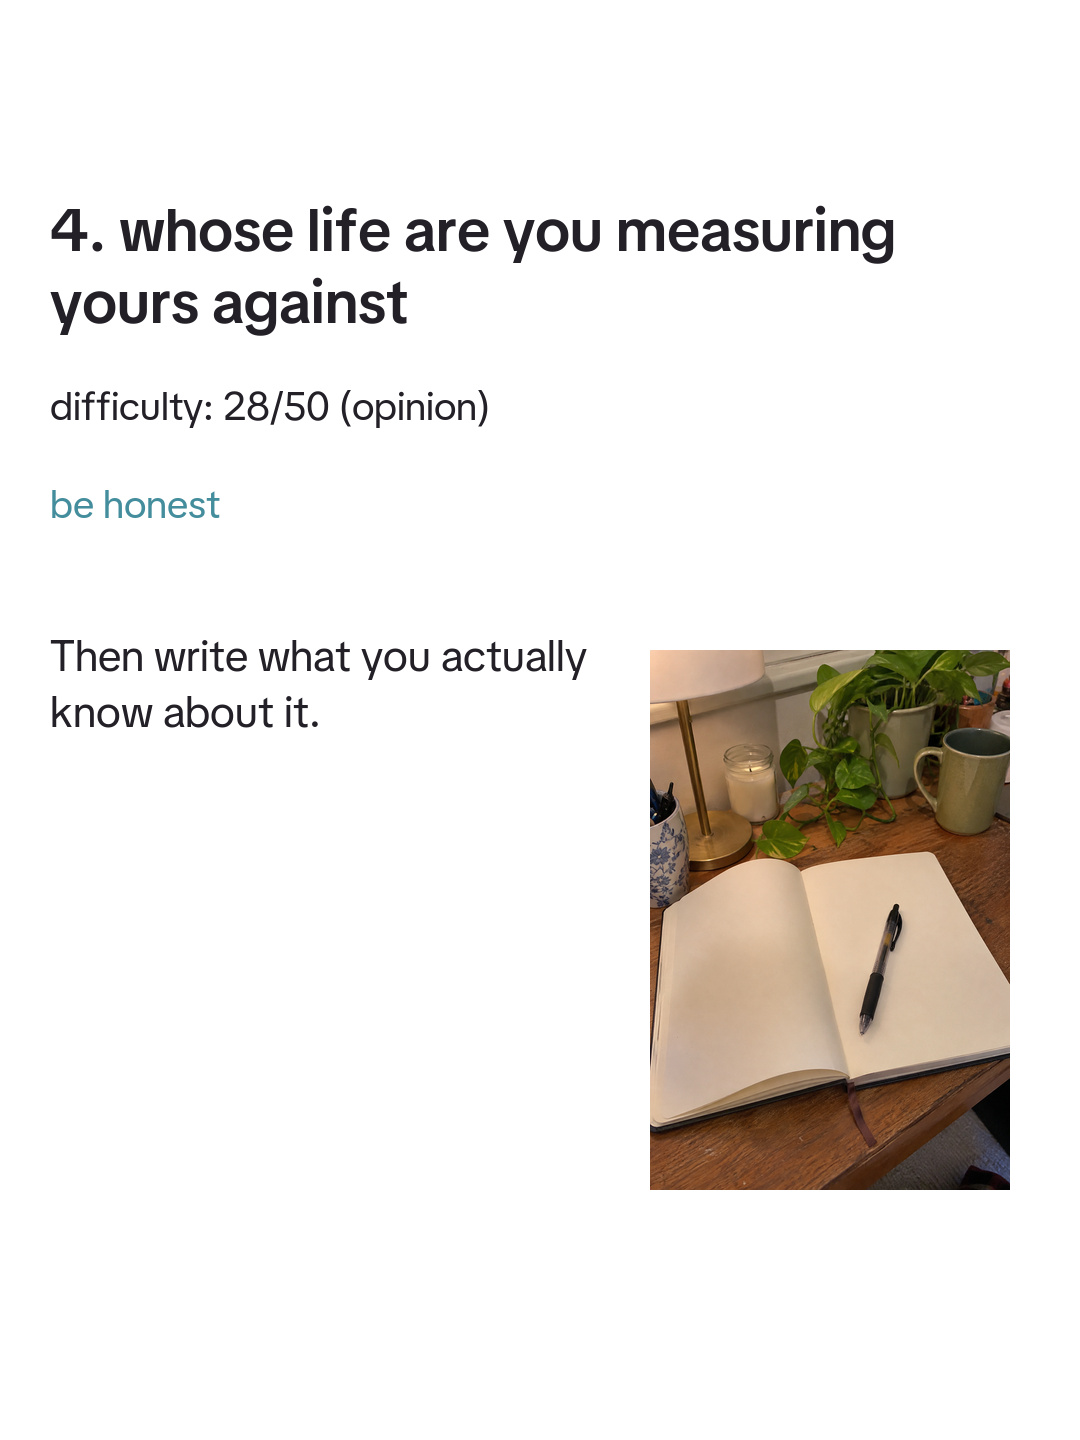 4. whose life are you measuring
yours against
difficulty: 28/50 (opinion)
be honest
Then write what you actually
know about it.